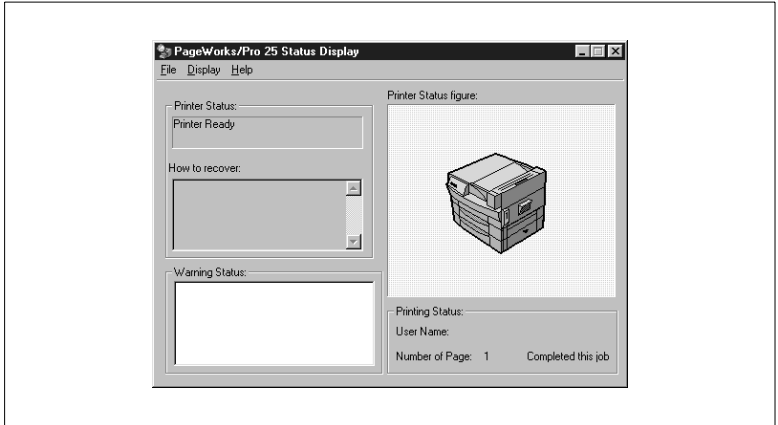 PageWorks/Pro 25 Status Display
File Display Help
Printer Status:
Printer Ready
How to recover:
Warning Status:
Printer Status figure:
Printing Status:
User Name:
Number of Page: 1 Completed this job